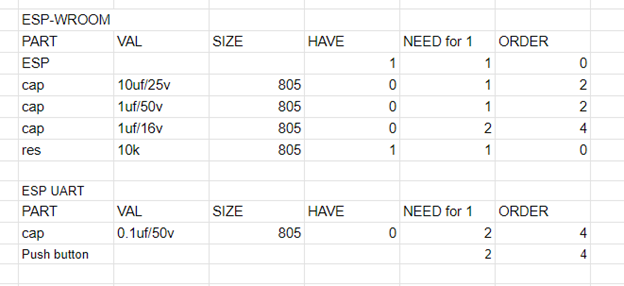 ESP-WROOM
PART VAL SIZE HAVE NEED for 1 ORDER
ESP 1 1 0
cap 10uf/25v 805 0 1 2
cap 1uf/50v 805 0 1 2
cap 1uf/16v 805 0 2 4
res 10k 805 1 1 0
ESP UART
PART VAL SIZE HAVE NEED for 1 ORDER
cap 0.1uf/50v 805 0 2 4
Push button 2 4